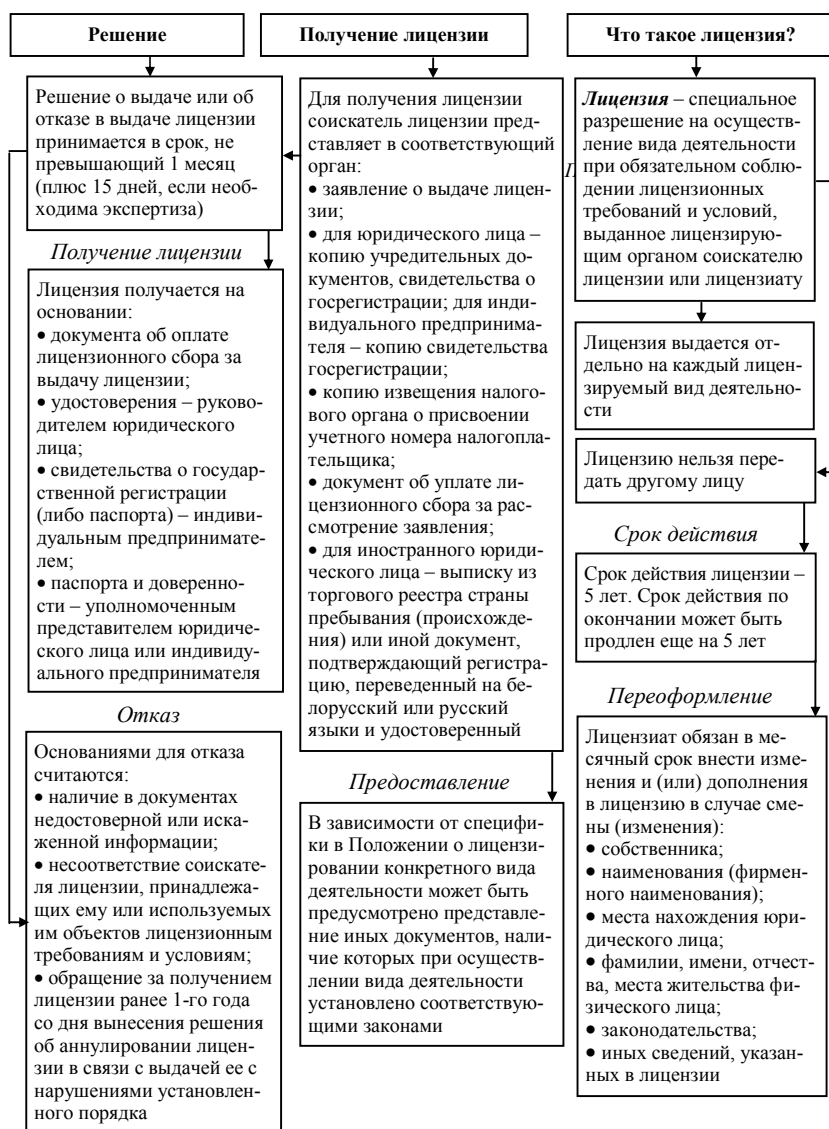 Решение
Решение о выдаче или об
отказе в выдаче лицензии
принимается в срок, не
превышающий 1 месяц
(плюс 15 дней, если необ-
ходима экспертиза)
Получение лицензии
Лицензия получается на
основании:
• документа об оплате
лицензионного сбора за
выдачу лицензии;
• удостоверения – руково-
дителем юридического
лица;
• свидетельства о государ-
ственной регистрации
(либо паспорта) – индиви-
дуальным предпринимате-
лем;
• паспорта и доверенно-
сти – уполномоченным
представителем юридиче-
ского лица или индивиду-
ального предпринимателя
Отказ
Основаниями для отказа
считаются:
• наличие в документах
недостоверной или иска-
женной информации;
• несоответствие соискате-
ля лицензии, принадлежа-
щих ему или используемых
им объектов лицензионным
требованиям и условиям;
• обращение за получением
лицензии ранее 1-го года
со дня вынесения решения
об аннулировании лицен-
зии в связи с выдачей ее с
нарушениями установлен-
ного порядка
Получение лицензии
Для получения лицензии
соискатель лицензии пред-
ставляет в соответствующий
орган:
• заявление о выдаче лицен-
зии;
• для юридического лица –
копию учредительных до-
кументов, свидетельства о
госрегистрации; для инди-
видуального предпринима-
теля – копию свидетельства
госрегистрации;
• копию извещения налого-
вого органа о присвоении
учетного номера налогопла-
тельщика;
• документ об уплате ли-
цензионного сбора за рас-
смотрение заявления;
• для иностранного юриди-
ческого лица – выписку из
торгового реестра страны
пребывания (происхожде-
ния) или иной документ,
подтверждающий регистра-
цию, переведенный на бе-
лорусский или русский
языки и удостоверенный
Предоставление
В зависимости от специфи-
ки в Положении о лицензи-
ровании конкретного вида
деятельности может быть
предусмотрено представле-
ние иных документов, нали-
чие которых при осуществ-
лении вида деятельности
установлено соответствую-
щими законами
Что такое лицензия?
Лицензия – специальное
разрешение на осуществ-
ление вида деятельности
при обязательном соблю-
дении лицензионных
требований и условий,
выданное лицензирую-
щим органом соискателю
лицензии или лицензиату
Лицензия выдается от-
дельно на каждый лицен-
зируемый вид деятельно-
сти
Лицензию нельзя пере-
дать другому лицу
Срок действия
Срок действия лицензии –
5 лет. Срок действия по
окончании может быть
продлен еще на 5 лет
Переоформление
Лицензиат обязан в ме-
сячный срок внести изме-
нения и (или) дополнения
в лицензию в случае сме-
ны (изменения):
• собственника;
• наименования (фирмен-
ного наименования);
• места нахождения юри-
дического лица;
• фамилии, имени, отчест-
ва, места жительства фи-
зического лица;
• законодательства;
• иных сведений, указан-
ных в лицензии